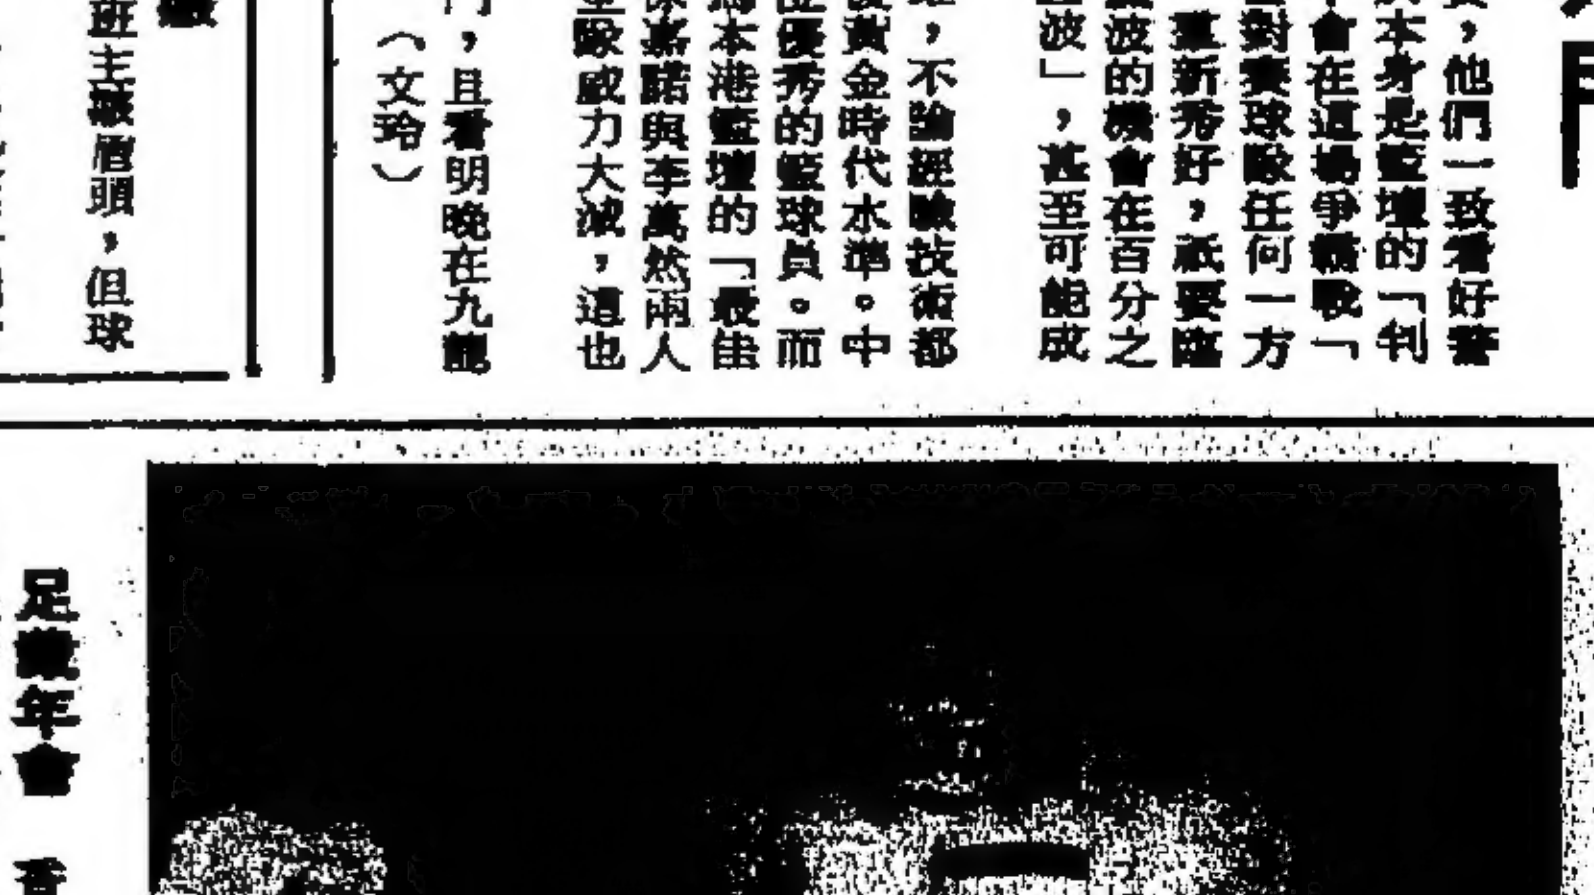 ，他們一致看好警
本身是籃壇的「判
會在這場爭霸戰「
對賽球隊任何一方
重新秀好，祇要臨
波的機會在百分之
波」，甚至可能成
，不論經驗技術都
黃金時代水準。中
優秀的籃球員。而
本港籃壇的「最佳
嘉諾與李萬然兩人
隊威力大減，這也
，且看明晚在九龍
（文玲）
班主皺眉頭，但球
足總年會